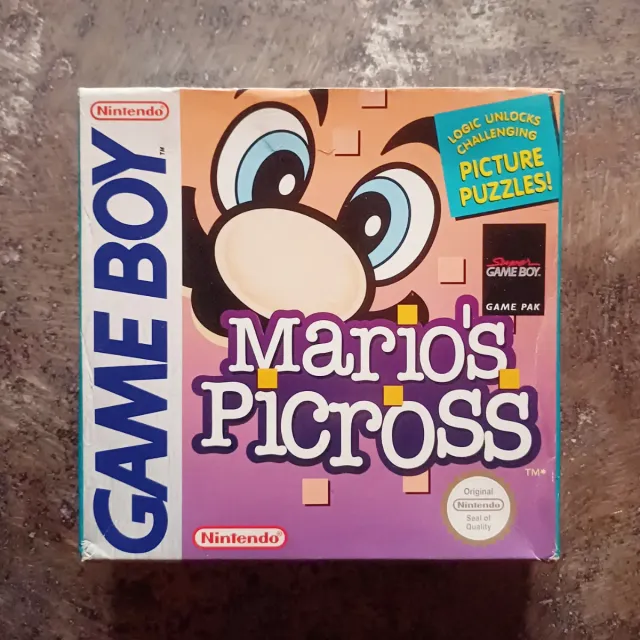 Nintendo®
GAME BOY™
LOGIC UNLOCKS
CHALLENGING
PICTURE
PUZZLES!
Super
GAME BOY.
GAME PAK
Mario's
Picross
TM*
Original
Nintendo
Seal of
Quality
Nintendo®